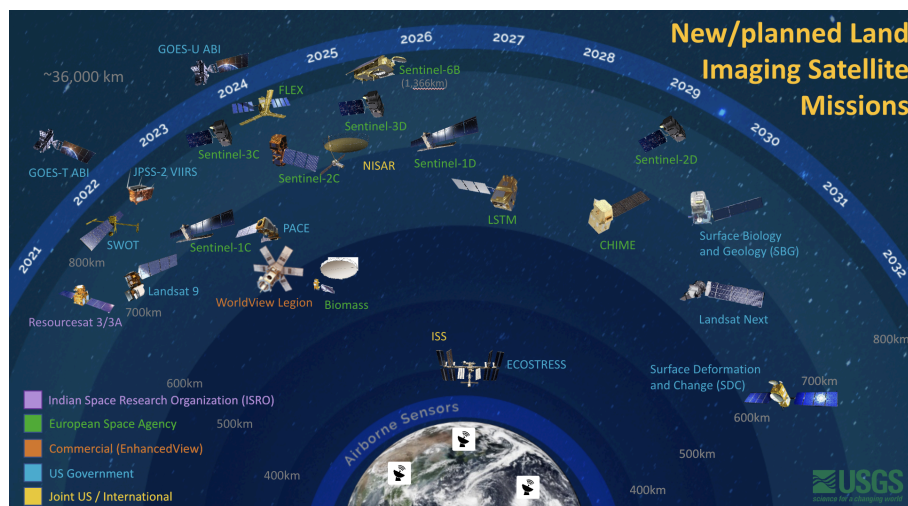 New/planned Land
Imaging Satellite
Missions
GOES-U ABI
~36,000 km
2021
2022
2023
2024
2025
2026
2027
2028
2029
2030
2031
2032
Sentinel-6B
(1,366km)
FLEX
Sentinel-3D
Sentinel-3C
Sentinel-1D
Sentinel-2D
GOES-T ABI
JPSS-2 VIIRS
Sentinel-2C
NISAR
LSTM
CHIME
Surface Biology
and Geology (SBG)
SWOT
Sentinel-1C
PACE
800km
Landsat 9
WorldView Legion
Biomass
700km
Resourcesat 3/3A
Landsat Next
ISS
ECOSTRESS
800km
Surface Deformation
and Change (SDC)
700km
600km
600km
500km
500km
400km
400km
Airborne Sensors
Indian Space Research Organization (ISRO)
European Space Agency
Commercial (EnhancedView)
US Government
Joint US / International
USGS
science for a changing world